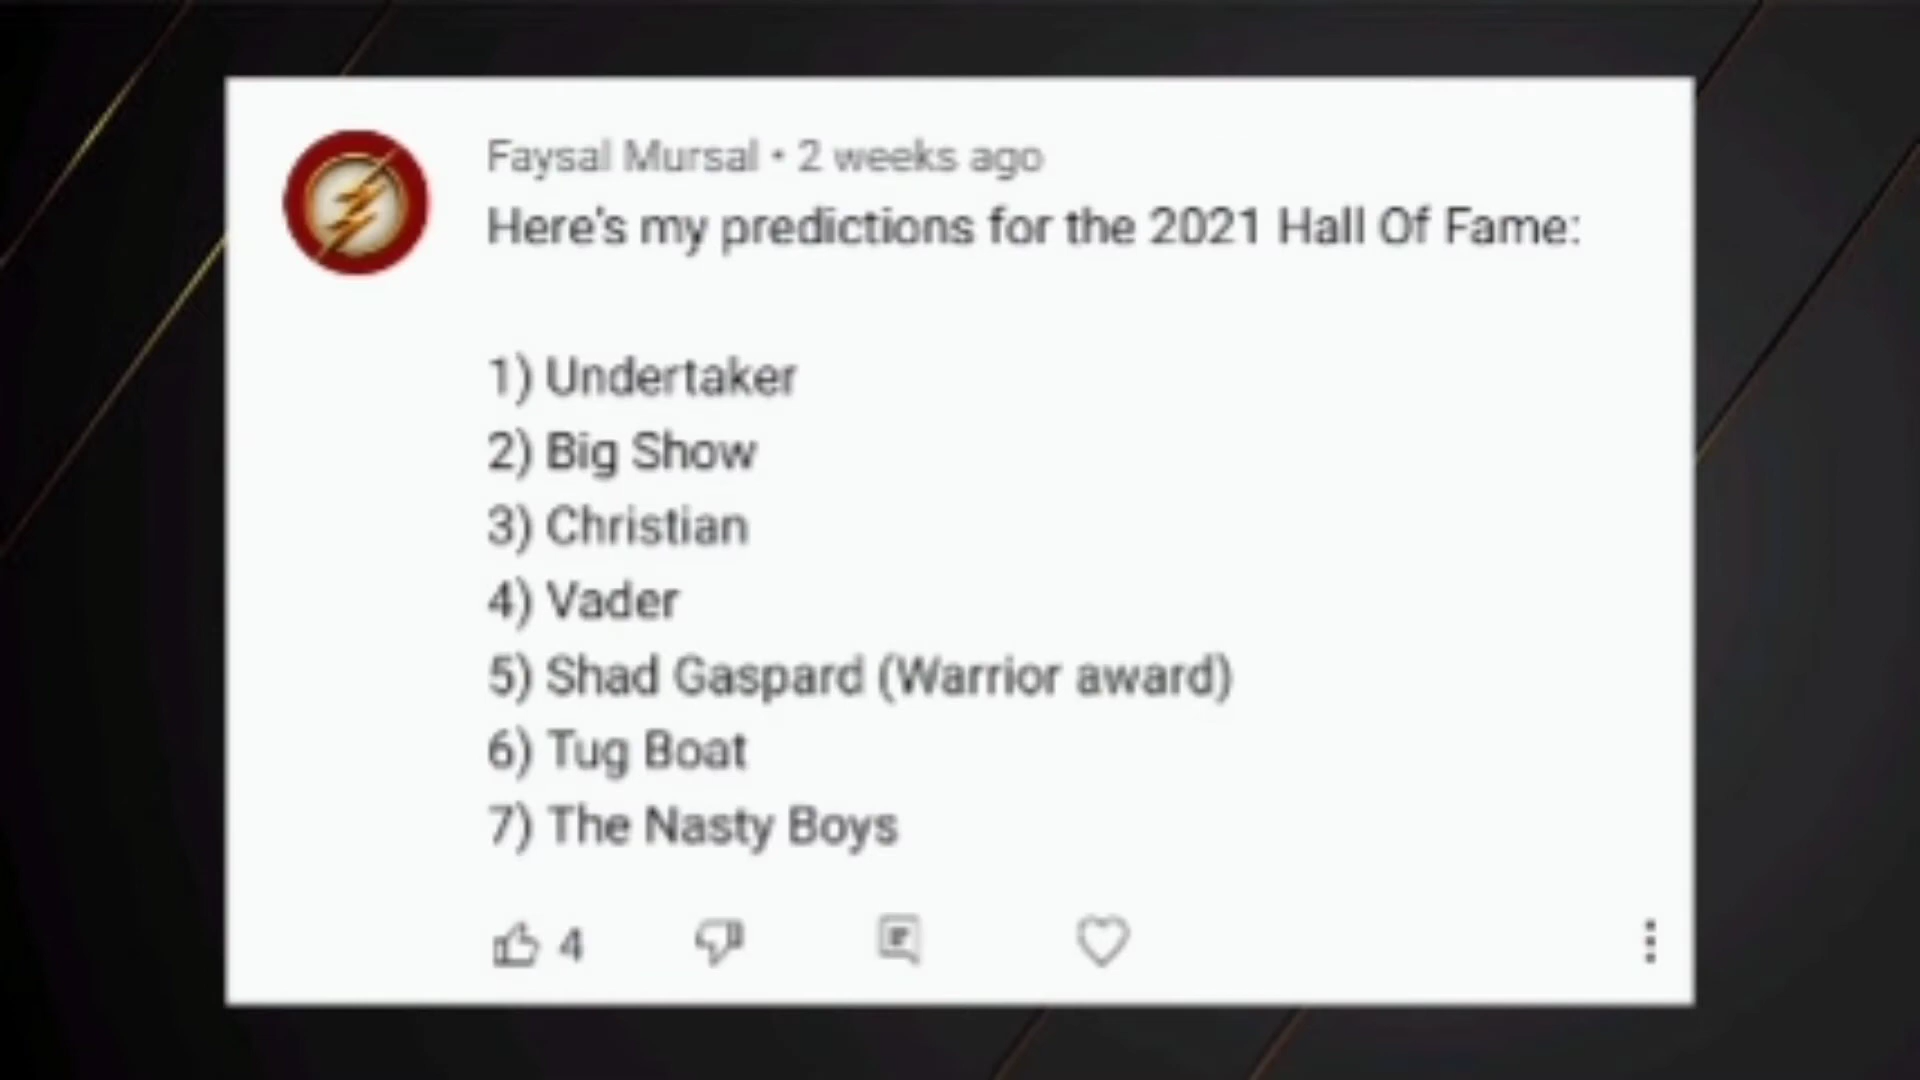 Faysal Mursal • 2 weeks ago
Here's my predictions for the 2021 Hall Of Fame:
1) Undertaker
2) Big Show
3) Christian
4) Vader
5) Shad Gaspard (Warrior award)
6) Tug Boat
7) The Nasty Boys
4